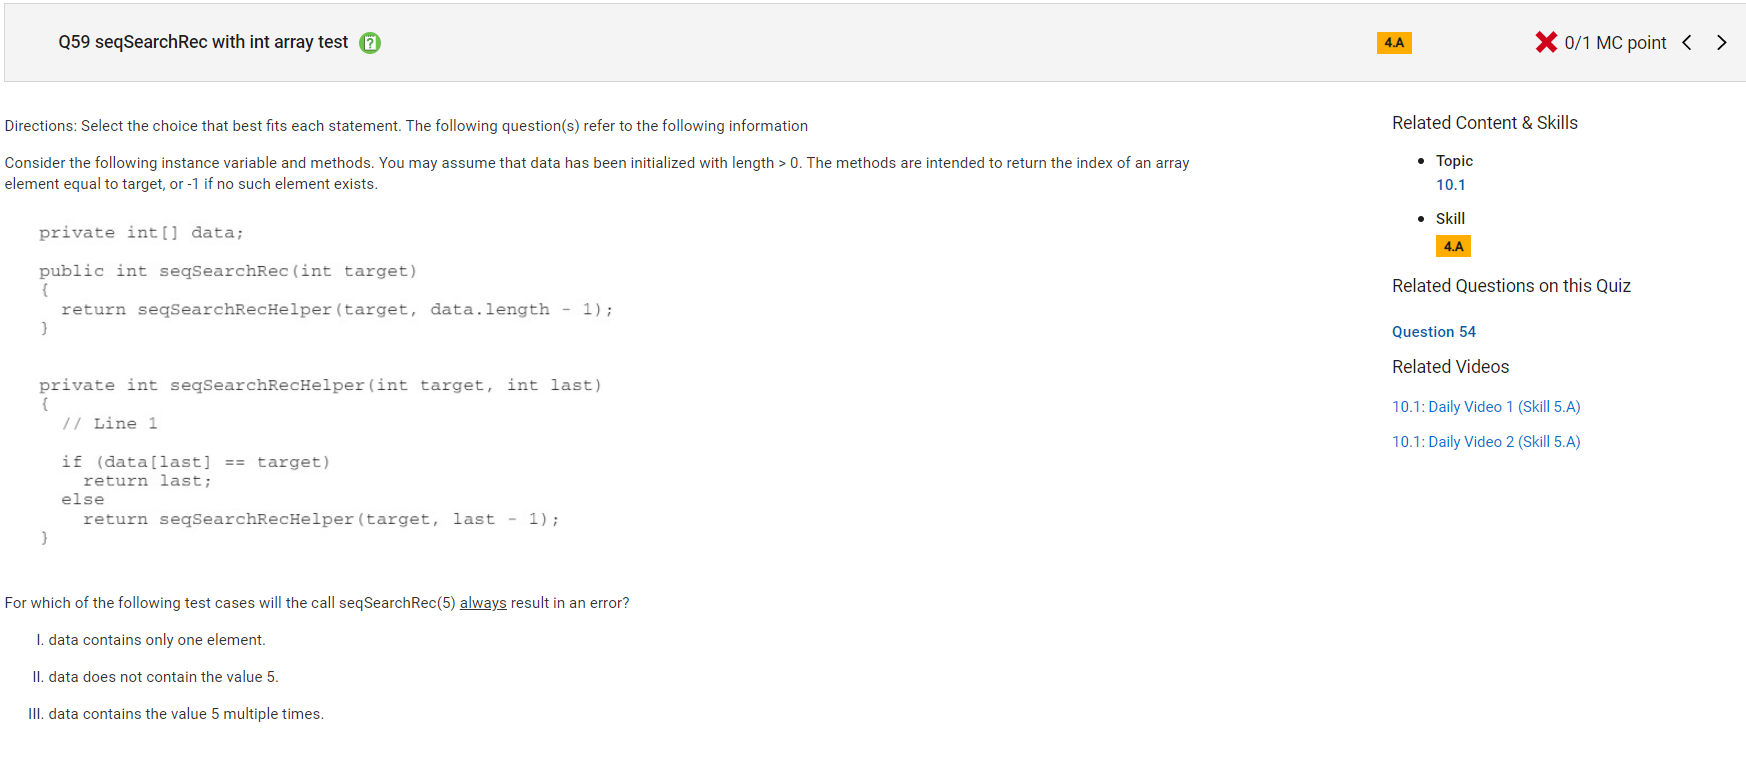 Q59 seqSearchRec with int array test
4.A
0/1 MC point
Directions: Select the choice that best fits each statement. The following question(s) refer to the following information
Consider the following instance variable and methods. You may assume that data has been initialized with length > 0. The methods are intended to return the index of an array
element equal to target, or -1 if no such element exists.
private int[] data;
public int seqSearchRec(int target)
{
return seqSearchRecHelper(target, data.length - 1);
}
private int seqSearchRecHelper(int target, int last)
{
// Line 1
if (data[last] == target)
return last;
else
return seqSearchRecHelper(target, last - 1);
}
For which of the following test cases will the call seqSearchRec(5) always result in an error?
I. data contains only one element.
II. data does not contain the value 5.
III. data contains the value 5 multiple times.
Related Content & Skills
Topic
10.1
Skill
4.A
Related Questions on this Quiz
Question 54
Related Videos
10.1: Daily Video 1 (Skill 5.A)
10.1: Daily Video 2 (Skill 5.A)